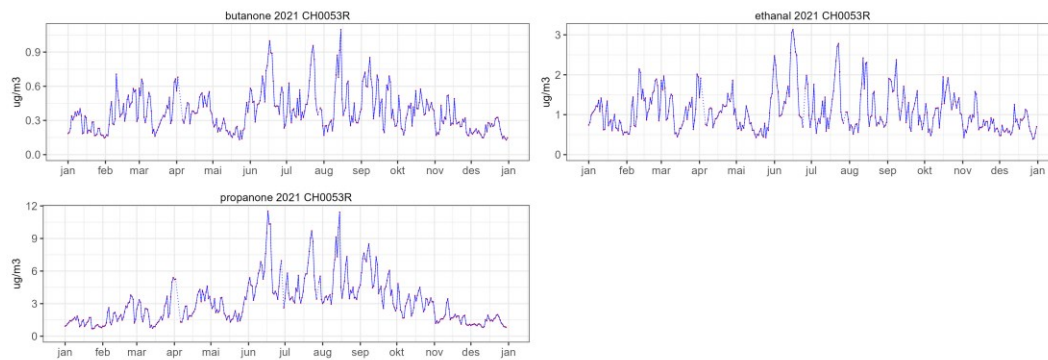 butanone 2021 CH0053R
ug/m3
0.9
0.6
0.3
0.0
jan feb mar apr mai jun jul aug sep okt nov des jan
ethanal 2021 CH0053R
ug/m3
3
2
1
0
jan feb mar apr mai jun jul aug sep okt nov des jan
propanone 2021 CH0053R
ug/m3
12
9
6
3
0
jan feb mar apr mai jun jul aug sep okt nov des jan